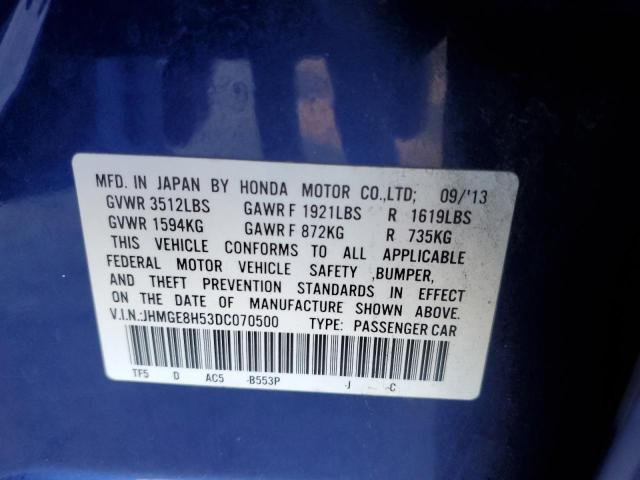 MFD. IN JAPAN BY HONDA MOTOR CO.,LTD; 09/'13
GVWR 3512LBS GAWR F 1921LBS R 1619LBS
GVWR 1594KG GAWR F 872KG R 735KG
THIS VEHICLE CONFORMS TO ALL APPLICABLE
FEDERAL MOTOR VEHICLE SAFETY ,BUMPER,
AND THEFT PREVENTION STANDARDS IN EFFECT
ON THE DATE OF MANUFACTURE SHOWN ABOVE.
V.I.N.:JHMGE8H53DC070500 TYPE: PASSENGER CAR
TF5 D AC5 -B553P -J -C